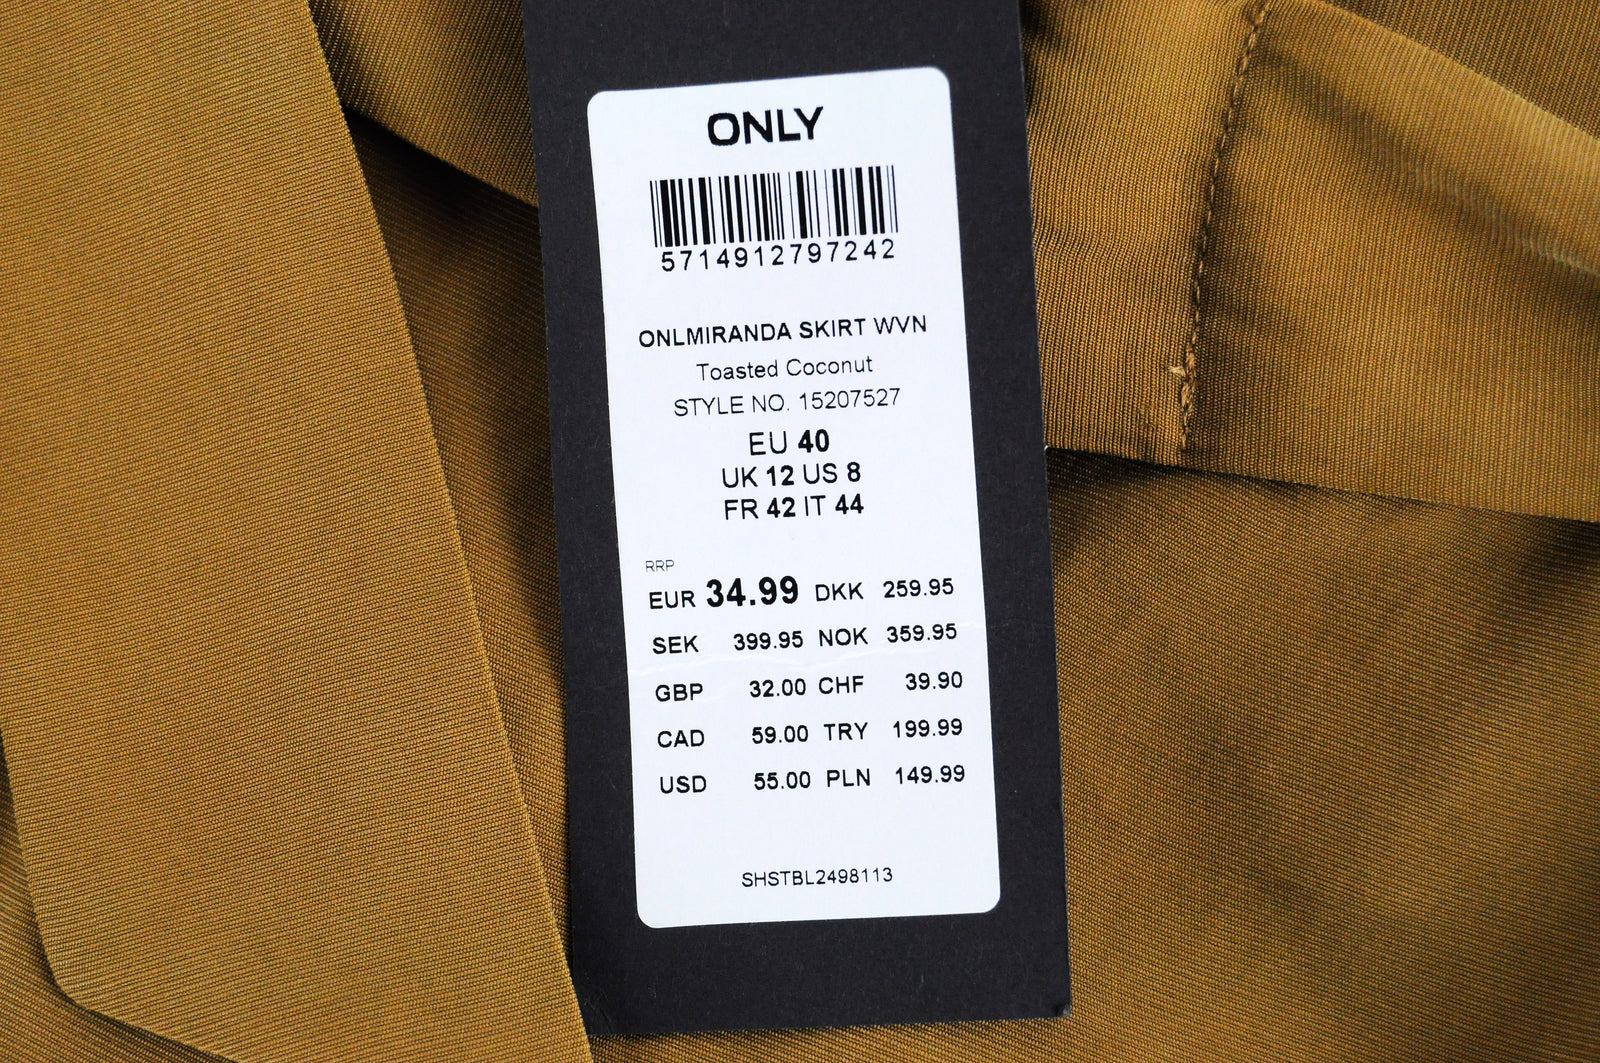 ONLY
5714912797242
ONLMIRANDA SKIRT WVN
Toasted Coconut
STYLE NO. 15207527
EU 40
UK 12 US 8
FR 42 IT 44
RRP
EUR 34.99 DKK 259.95
SEK 399.95 NOK 359.95
GBP 32.00 CHF 39.90
CAD 59.00 TRY 199.99
USD 55.00 PLN 149.99
SHSTBL2498113